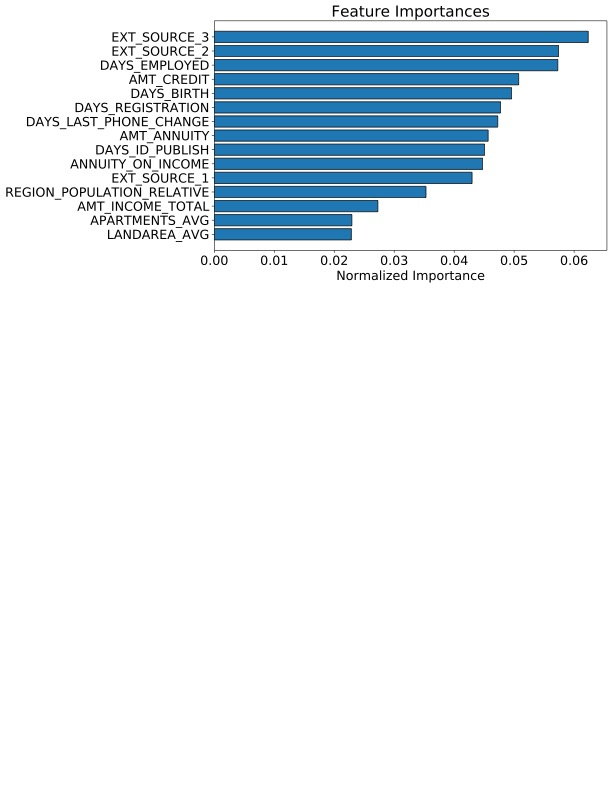 Feature Importances
EXT_SOURCE_3
EXT_SOURCE_2
DAYS_EMPLOYED
AMT_CREDIT
DAYS_BIRTH
DAYS_REGISTRATION
DAYS_LAST_PHONE_CHANGE
AMT_ANNUITY
DAYS_ID_PUBLISH
ANNUITY_ON_INCOME
EXT_SOURCE_1
REGION_POPULATION_RELATIVE
AMT_INCOME_TOTAL
APARTMENTS_AVG
LANDAREA_AVG
0.00 0.01 0.02 0.03 0.04 0.05 0.06
Normalized Importance